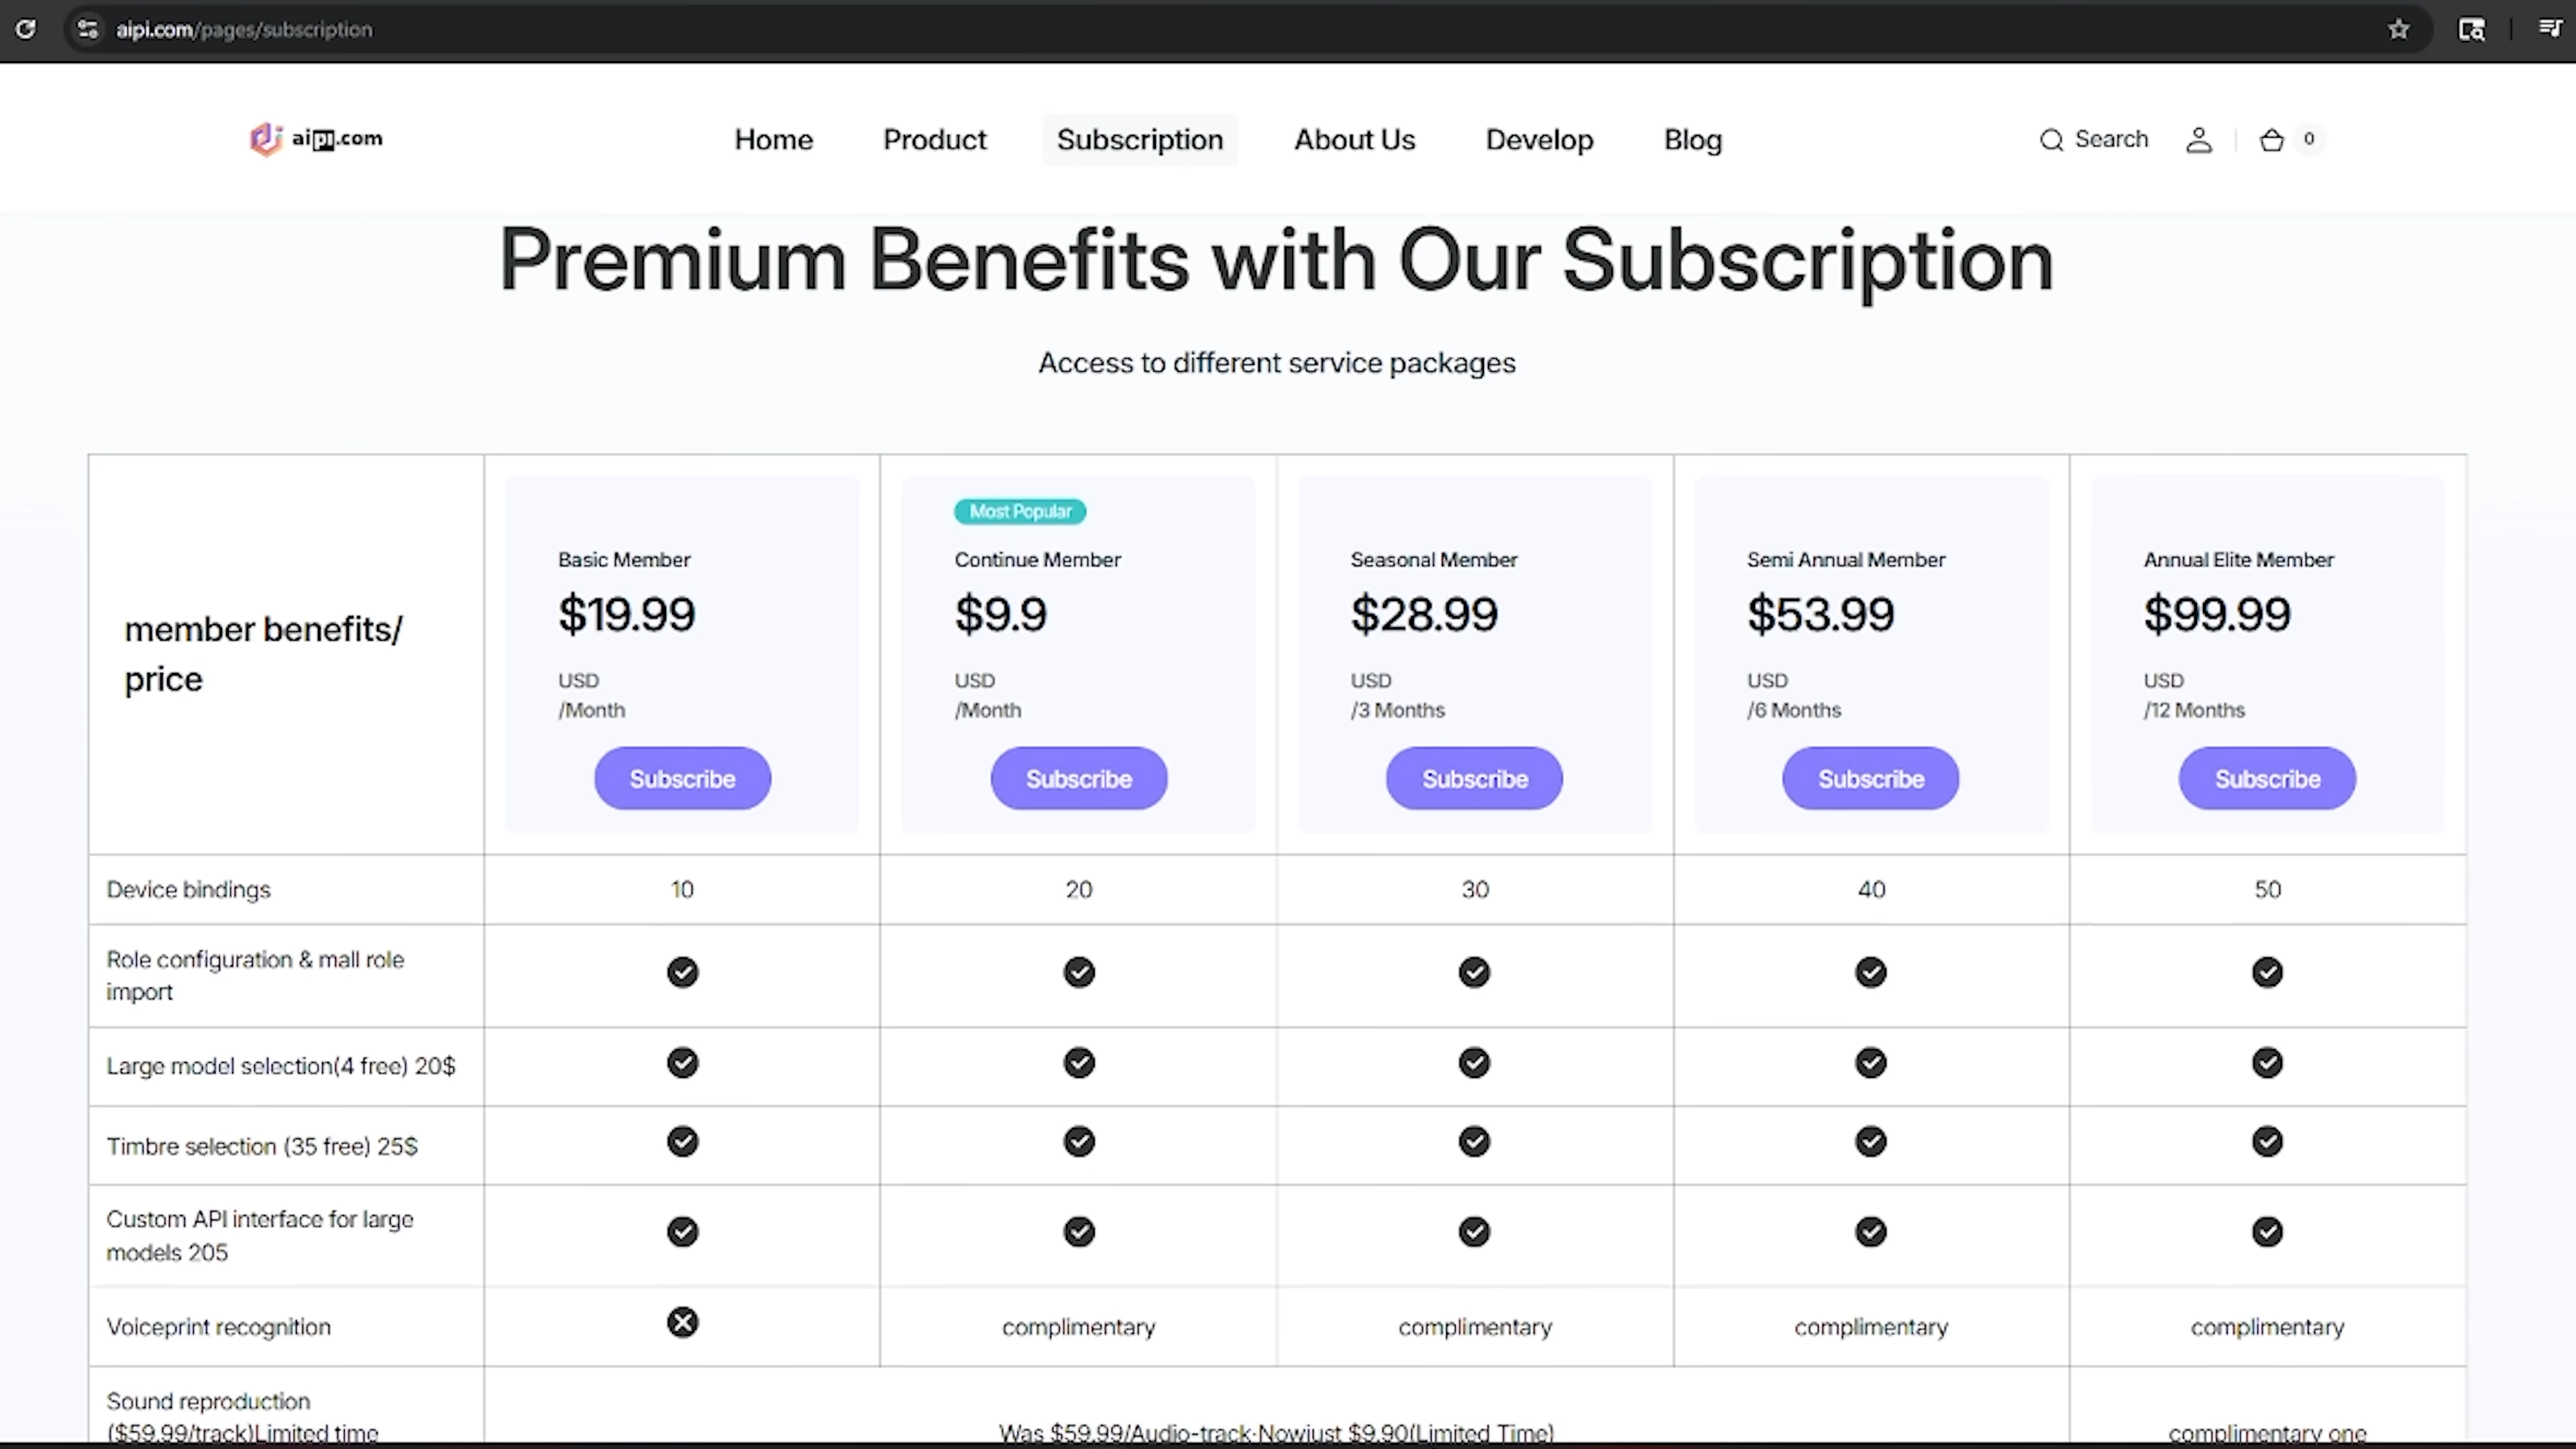 aipi.com/pages/subscription
aipi.com
Home
Product
Subscription
About Us
Develop
Blog
Search
0
Premium Benefits with Our Subscription
Access to different service packages
member benefits/
price
Basic Member
$19.99
USD
/Month
Subscribe
Most Popular
Continue Member
$9.9
USD
/Month
Subscribe
Seasonal Member
$28.99
USD
/3 Months
Subscribe
Semi Annual Member
$53.99
USD
/6 Months
Subscribe
Annual Elite Member
$99.99
USD
/12 Months
Subscribe
Device bindings
10
20
30
40
50
Role configuration & mall role
import
Large model selection(4 free) 20$
Timbre selection (35 free) 25$
Custom API interface for large
models 205
Voiceprint recognition
complimentary
complimentary
complimentary
complimentary
Sound reproduction
($59.99/track)Limited time
Was $59.99/Audio-track·Nowjust $9.90(Limited Time)
complimentary one